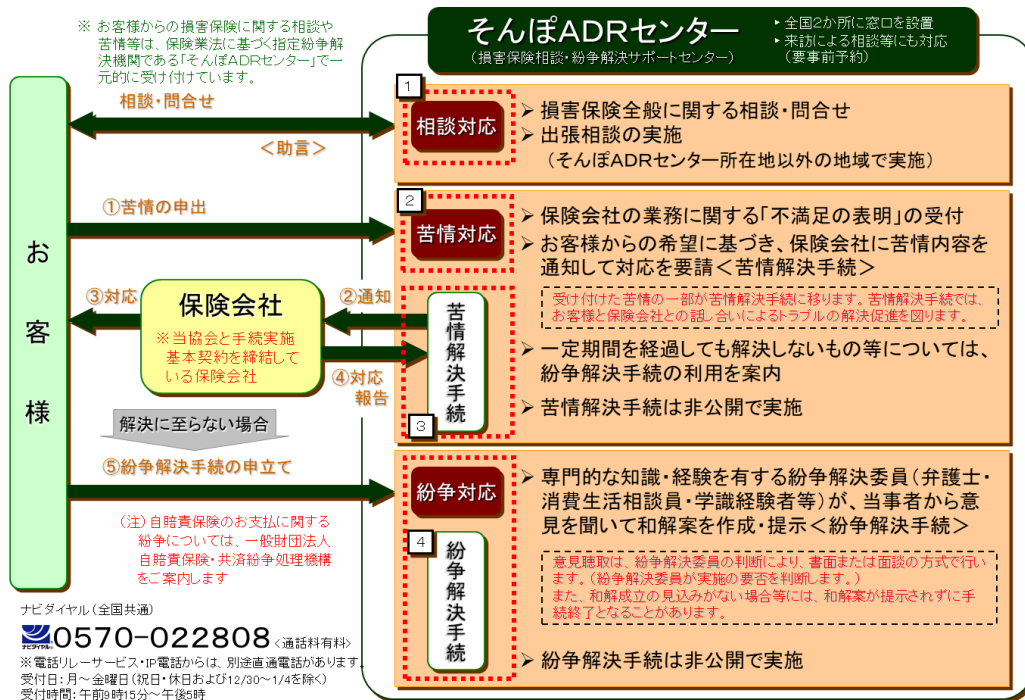 ※ お客様からの損害保険に関する相談や
苦情等は、保険業法に基づく指定紛争解
決機関である「そんぽADRセンター」で一
元的に受け付けています。
そんぽADRセンター
(損害保険相談・紛争解決サポートセンター)
▶ 全国2か所に窓口を設置
▶ 来訪による相談等にも対応
(要事前予約)
お客様
相談・問合せ
<助言>
1
相談対応
➢ 損害保険全般に関する相談・問合せ
➢ 出張相談の実施
(そんぽADRセンター所在地以外の地域で実施)
①苦情の申出
2
苦情対応
➢ 保険会社の業務に関する「不満足の表明」の受付
➢ お客様からの希望に基づき、保険会社に苦情内容を
通知して対応を要請<苦情解決手続>
受け付けた苦情の一部が苦情解決手続に移ります。苦情解決手続では、
お客様と保険会社との話し合いによるトラブルの解決促進を図ります。
➢ 一定期間を経過しても解決しないもの等については、
紛争解決手続の利用を案内
➢ 苦情解決手続は非公開で実施
③対応
保険会社
※当協会と手続実施
基本契約を締結して
いる保険会社
②通知
④対応
報告
苦情解決手続
3
解決に至らない場合
⑤紛争解決手続の申立て
紛争対応
➢ 専門的な知識・経験を有する紛争解決委員(弁護士・
消費生活相談員・学識経験者等)が、当事者から意
見を聞いて和解案を作成・提示<紛争解決手続>
4
紛争解決手続
意見聴取は、紛争解決委員の判断により、書面または面談の方式で行い
ます。(紛争解決委員が実施の要否を判断します。)
また、和解成立の見込みがない場合等には、和解案が提示されずに手
続終了となることがあります。
➢ 紛争解決手続は非公開で実施
(注)自賠責保険のお支払に関する
紛争については、一般財団法人
自賠責保険・共済紛争処理機構
をご案内します
ナビダイヤル(全国共通)
ナビダイヤル
0570-022808<通話料有料>
※電話リレーサービス・IP電話からは、別途直通電話があります
受付日:月~金曜日(祝日・休日および12/30~1/4を除く)
受付時間:午前9時15分~午後5時